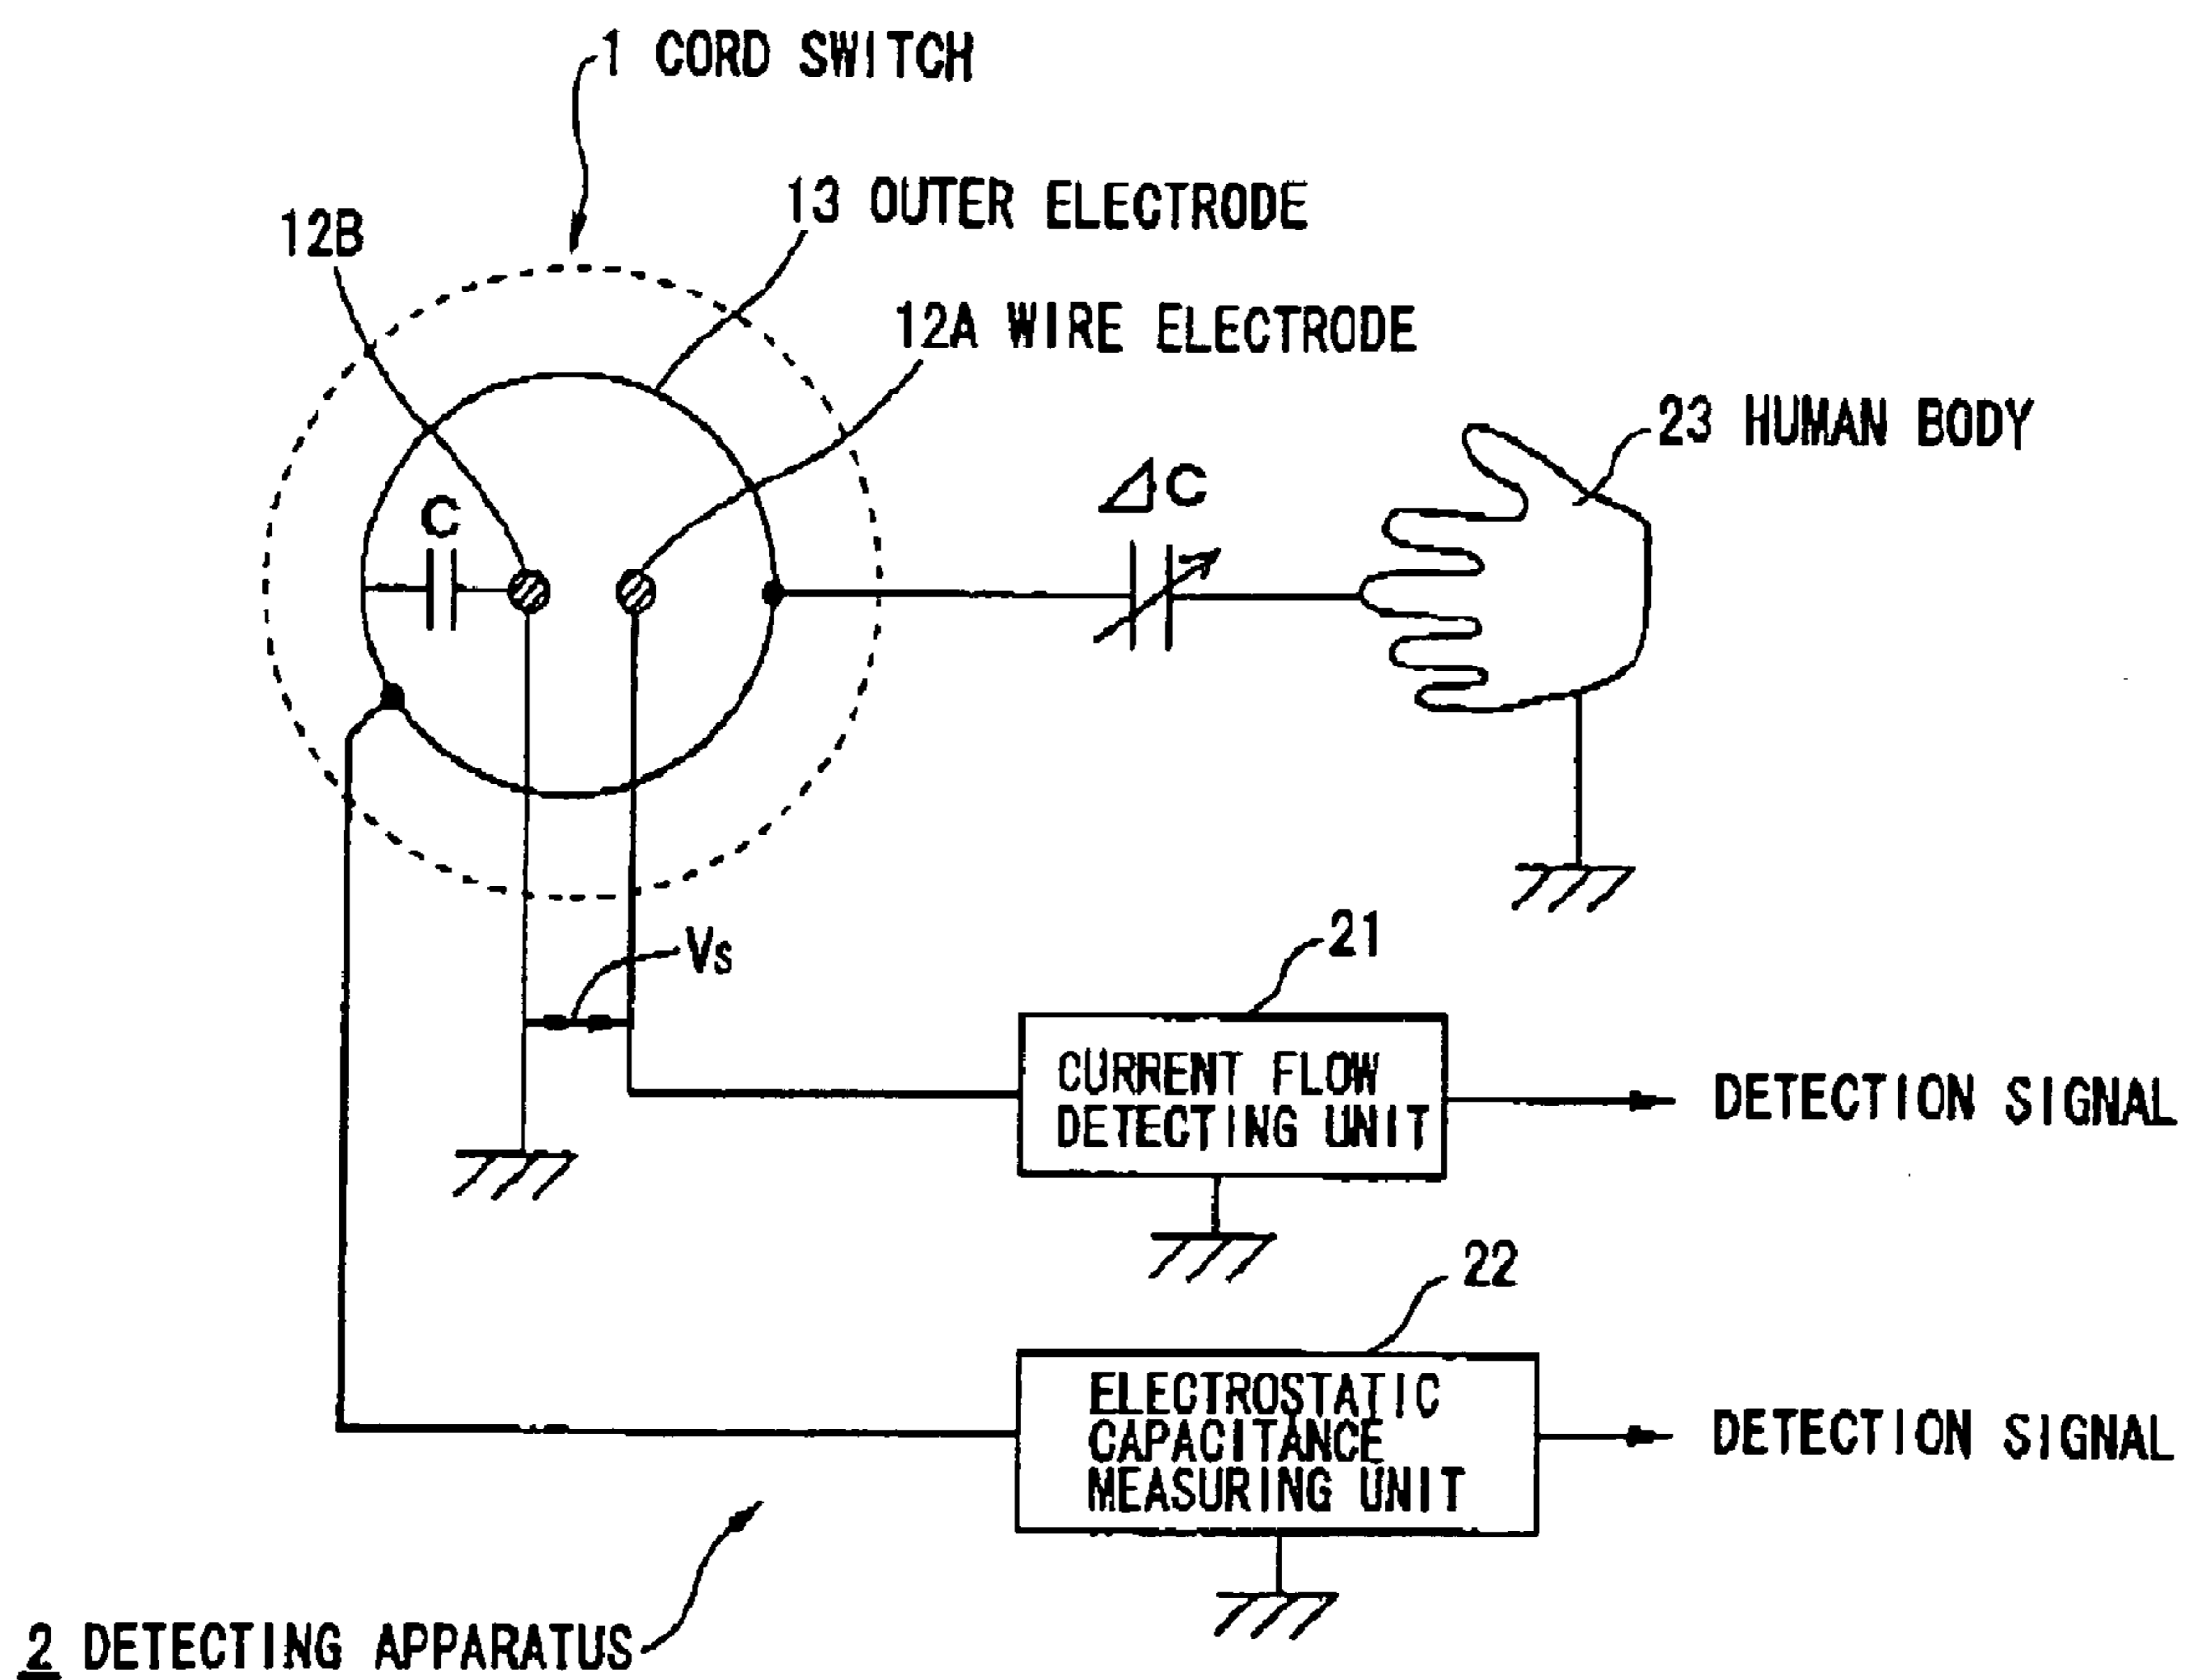 1 CORD SWITCH
13 OUTER ELECTRODE
12B
12A WIRE ELECTRODE
23 HUMAN BODY
C
⊿C
Vs
21
CURRENT FLOW
DETECTING UNIT
DETECTION SIGNAL
22
ELECTROSTATIC
CAPACITANCE
MEASURING UNIT
DETECTION SIGNAL
2 DETECTING APPARATUS